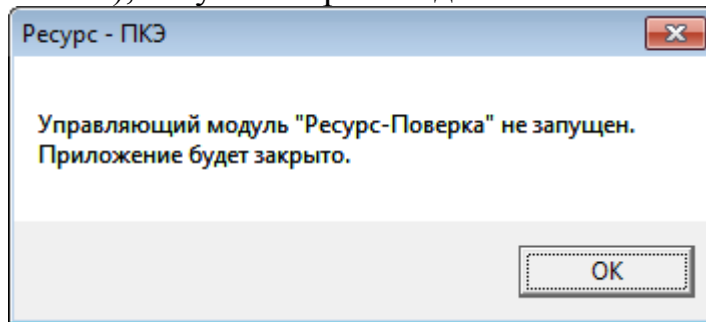 Ресурс - ПКЭ
Управляющий модуль "Ресурс-Поверка" не запущен.
Приложение будет закрыто.
OK